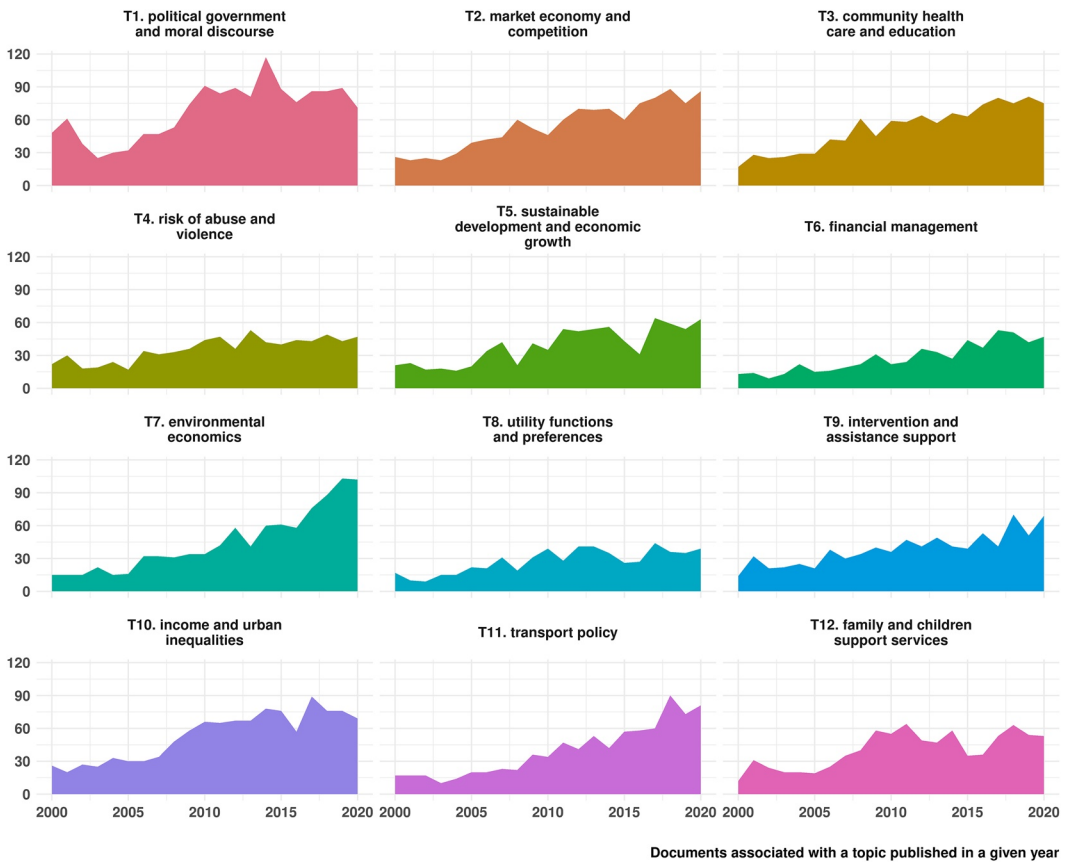 T1. political government
and moral discourse
T2. market economy and
competition
T3. community health
care and education
120
90
60
30
0
T4. risk of abuse and
violence
T5. sustainable
development and economic
growth
T6. financial management
120
90
60
30
0
T7. environmental
economics
T8. utility functions
and preferences
T9. intervention and
assistance support
120
90
60
30
0
T10. income and urban
inequalities
T11. transport policy
T12. family and children
support services
120
90
60
30
0
2000 2005 2010 2015 2020 2000 2005 2010 2015 2020 2000 2005 2010 2015 2020
Documents associated with a topic published in a given year